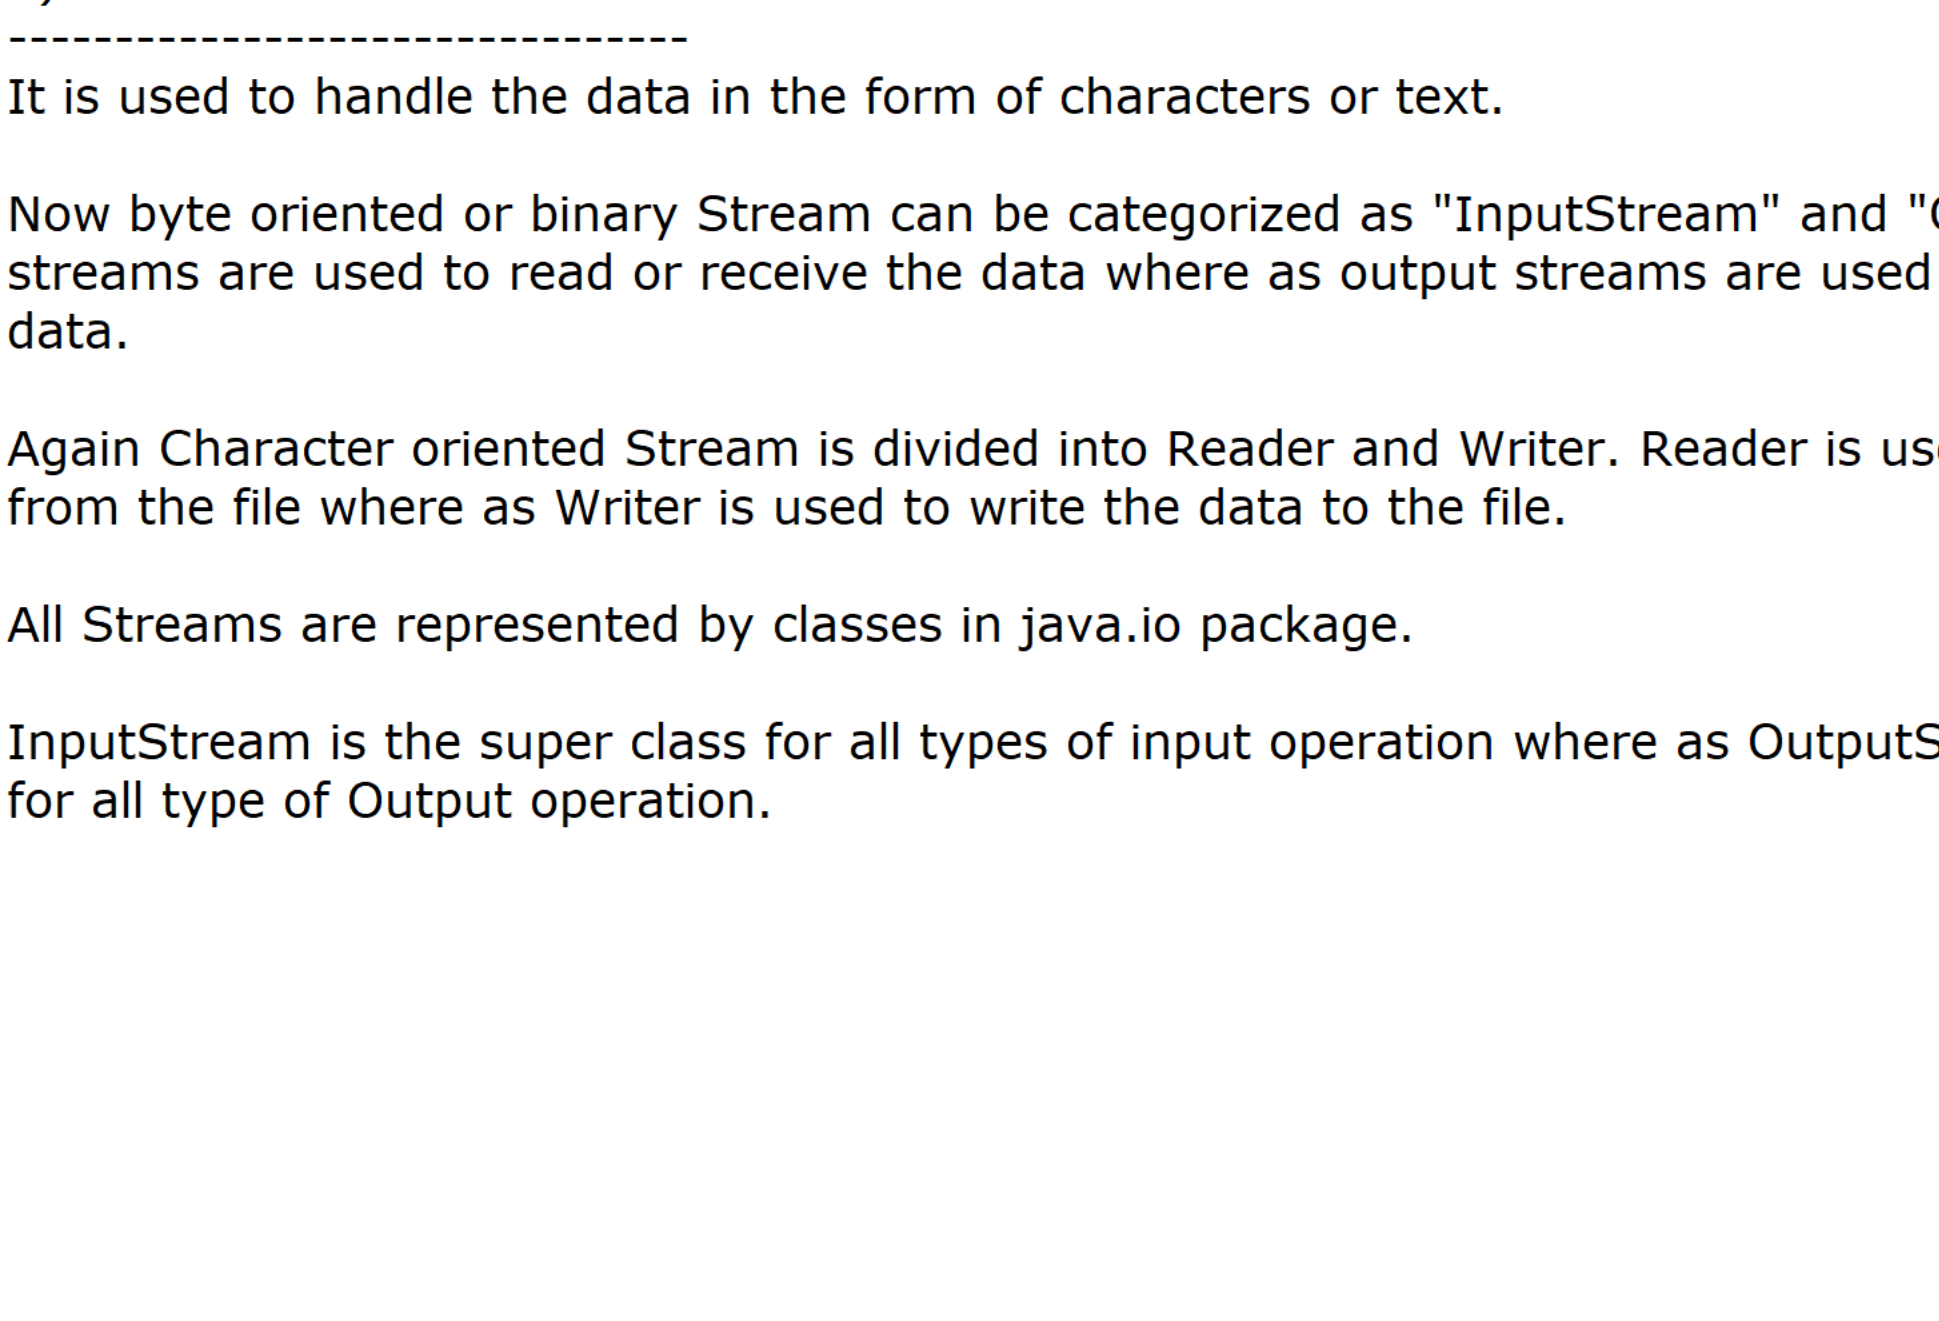 --------------------------------
It is used to handle the data in the form of characters or text.
Now byte oriented or binary Stream can be categorized as "InputStream" and
streams are used to read or receive the data where as output streams are used
data.
Again Character oriented Stream is divided into Reader and Writer. Reader is
from the file where as Writer is used to write the data to the file.
All Streams are represented by classes in java.io package.
InputStream is the super class for all types of input operation where as
for all type of Output operation.